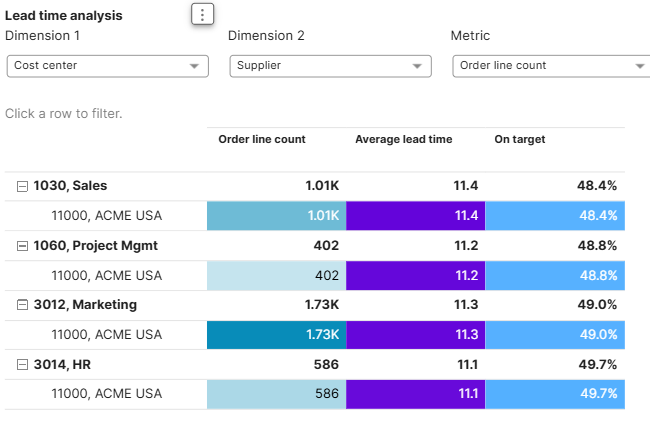 Lead time analysis
Dimension 1 Dimension 2 Metric
Cost center Supplier Order line count
Click a row to filter.
Order line count Average lead time On target
1030, Sales 1.01K 11.4 48.4%
11000, ACME USA 1.01K 11.4 48.4%
1060, Project Mgmt 402 11.2 48.8%
11000, ACME USA 402 11.2 48.8%
3012, Marketing 1.73K 11.3 49.0%
11000, ACME USA 1.73K 11.3 49.0%
3014, HR 586 11.1 49.7%
11000, ACME USA 586 11.1 49.7%